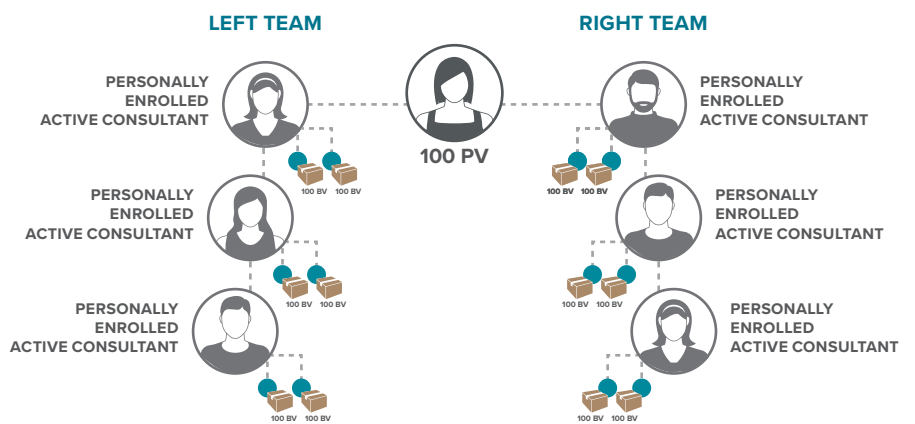 LEFT TEAM
RIGHT TEAM
PERSONALLY
ENROLLED
ACTIVE CONSULTANT
100 PV
PERSONALLY
ENROLLED
ACTIVE CONSULTANT
100 BV 100 BV
100 BV 100 BV
PERSONALLY
ENROLLED
ACTIVE CONSULTANT
PERSONALLY
ENROLLED
ACTIVE CONSULTANT
100 BV 100 BV
100 BV 100 BV
PERSONALLY
ENROLLED
ACTIVE CONSULTANT
PERSONALLY
ENROLLED
ACTIVE CONSULTANT
100 BV 100 BV
100 BV 100 BV